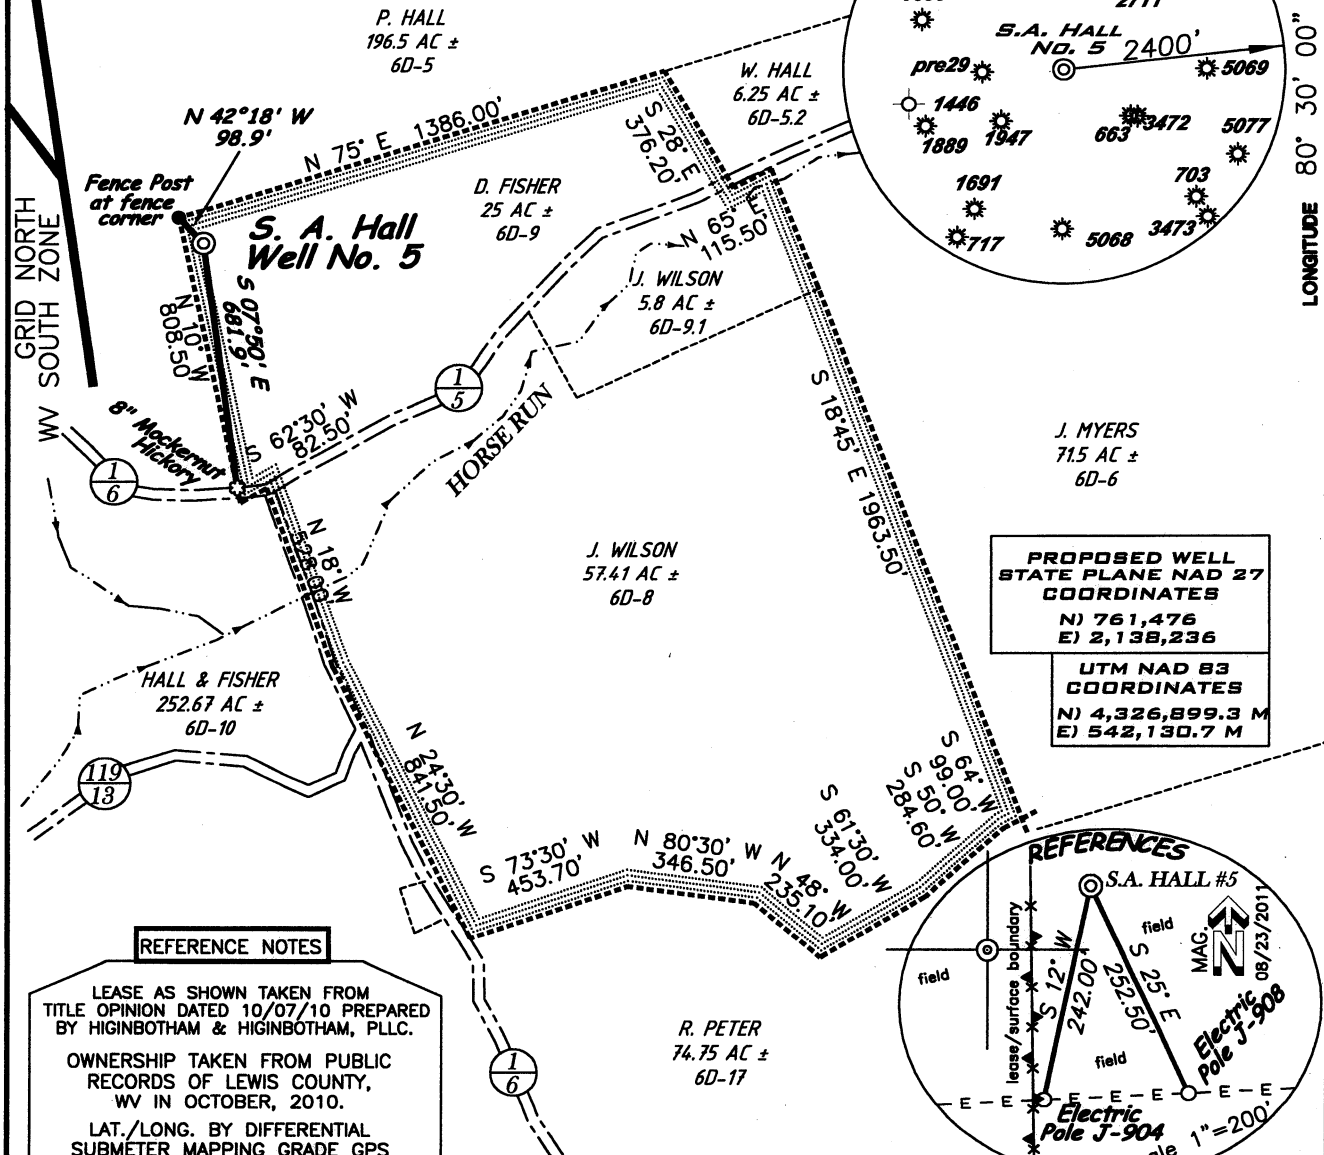 P. HALL
196.5 AC ±
6D-5
W. HALL
6.25 AC ±
6D-5.2
2711
S.A. HALL
NO. 5
2400'
pre29
5069
1446
1889
1947
663
3472
5077
1691
703
717
5068
3473
LONGITUDE 80° 30' 00"
N 42°18' W
98.9'
Fence Post
at fence
corner
N 75° E 1386.00'
S 28° E
376.20'
D. FISHER
25 AC ±
6D-9
S. A. Hall
Well No. 5
N 65° E
115.50'
J. WILSON
5.8 AC ±
6D-9.1
GRID NORTH
WV SOUTH ZONE
N 10° W
808.50'
S 07°50' E
681.9'
8" Mockernut
Hickory
S 62°30' W
82.50'
1
5
1
6
HORSE RUN
S 18°45' E 1963.50'
J. MYERS
71.5 AC ±
6D-6
N 18° W
528.00'
J. WILSON
57.41 AC ±
6D-8
PROPOSED WELL
STATE PLANE NAD 27
COORDINATES
N) 761,476
E) 2,138,236
UTM NAD 83
COORDINATES
N) 4,326,899.3 M
E) 542,130.7 M
HALL & FISHER
252.67 AC ±
6D-10
119
13
N 24°30' W
841.50'
S 73°30' W
453.70'
N 80°30' W
346.50'
N 48° W
235.10'
S 61°30' W
334.00'
S 50° W
284.60'
S 64° W
99.00'
REFERENCES
S.A. HALL #5
field
field
field
lease/surface boundary
S 12° W
242.00'
S 25° E
252.50'
MAG.
N
08/23/2011
Electric
Pole J-908
E E E E E E
Electric
Pole J-904
1"=200'
R. PETER
74.75 AC ±
6D-17
1
6
REFERENCE NOTES
LEASE AS SHOWN TAKEN FROM
TITLE OPINION DATED 10/07/10 PREPARED
BY HIGINBOTHAM & HIGINBOTHAM, PLLC.
OWNERSHIP TAKEN FROM PUBLIC
RECORDS OF LEWIS COUNTY,
WV IN OCTOBER, 2010.
LAT./LONG. BY DIFFERENTIAL
SUBMETER MAPPING GRADE GPS